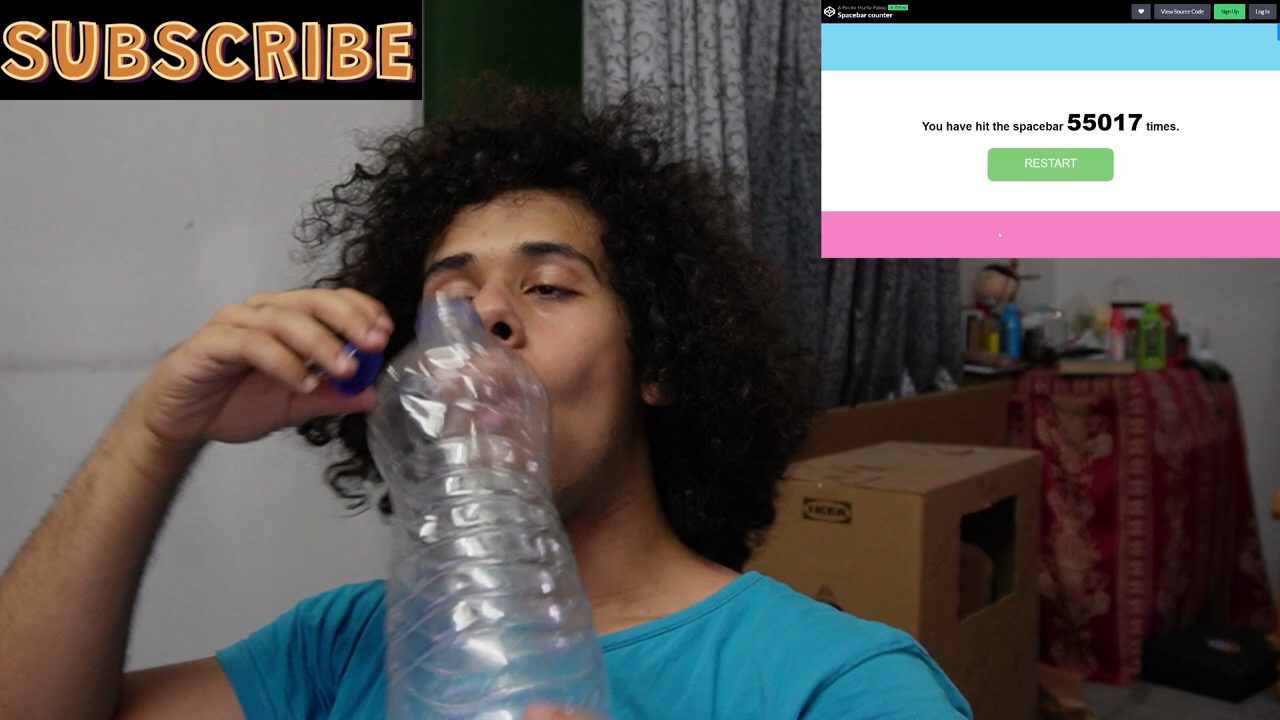 SUBSCRIBE
Spacebar counter
View Source Code
Sign Up
Log In
You have hit the spacebar 55017 times.
RESTART
IKEA